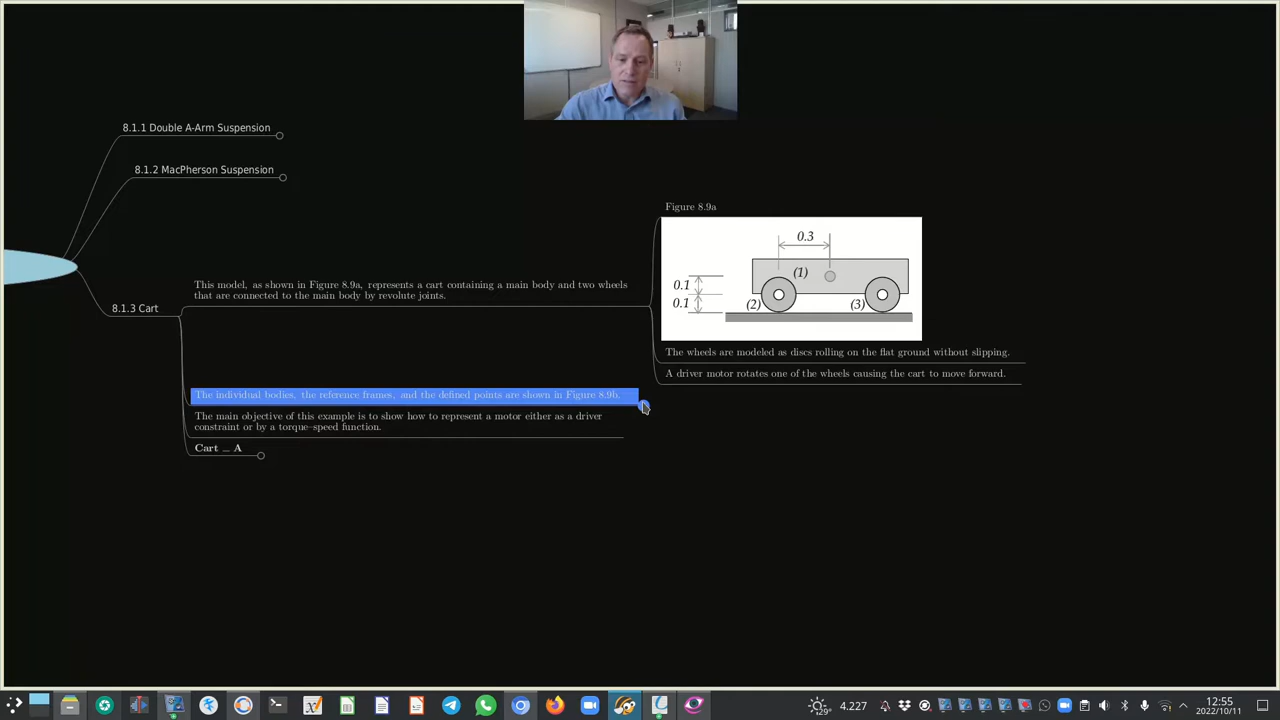 8.1.1 Double A-Arm Suspension
8.1.2 MacPherson Suspension
8.1.3 Cart
This model, as shown in Figure 8.9a, represents a cart containing a main body and two wheels
that are connected to the main body by revolute joints.
Figure 8.9a
0.3
(1)
0.1
0.1
(2)
(3)
The wheels are modeled as discs rolling on the flat ground without slipping.
A driver motor rotates one of the wheels causing the cart to move forward.
The individual bodies, the reference frames, and the defined points are shown in Figure 8.9b.
The main objective of this example is to show how to represent a motor either as a driver
constraint or by a torque–speed function.
Cart _ A
29°
4.227
12:55
2022/10/11